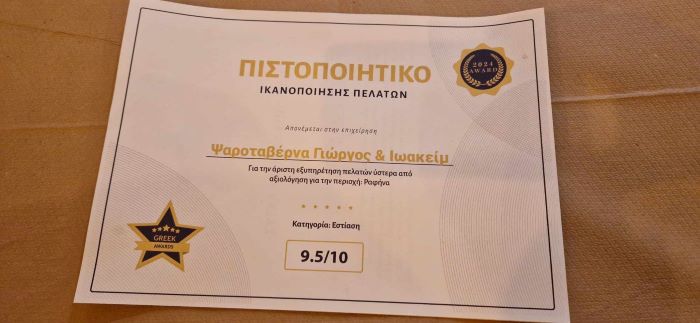 ΠΙΣΤΟΠΟΙΗΤΙΚΟ
ΙΚΑΝΟΠΟΙΗΣΗΣ ΠΕΛΑΤΩΝ
2024
AWARD
Απονέμεται στην επιχείρηση
Ψαροταβέρνα Γιώργος & Ιωακείμ
Για την άριστη εξυπηρέτηση πελατών ύστερα από
αξιολόγηση για την περιοχή: Ραφήνα
Κατηγορία: Εστίαση
9.5/10
GREEK
AWARDS